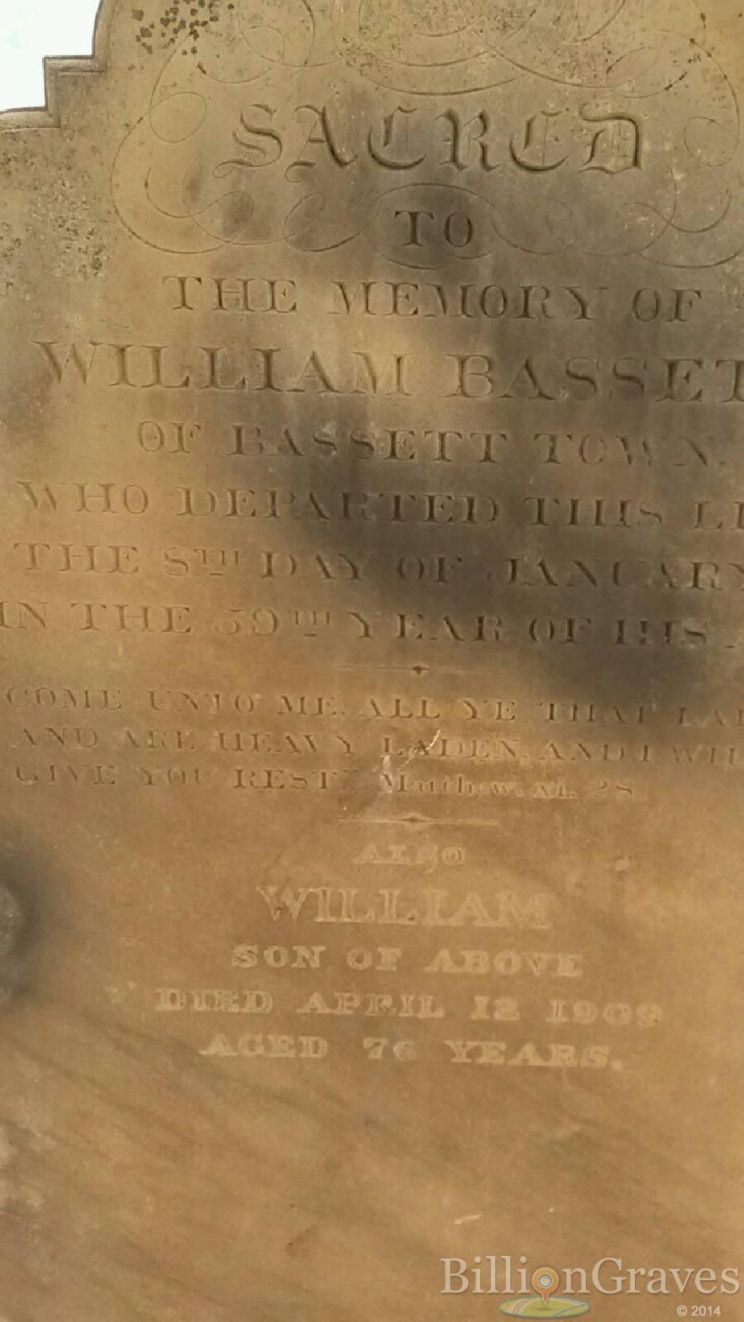 SACRED
TO
THE MEMORY OF
WILLIAM BASSET
OF BASSETT TOWN.
WHO DEPARTED THIS LI
THE 8TH DAY OF JANUARY
IN THE 59TH YEAR OF HIS
COME UNTO ME, ALL YE THAT LA
AND ARE HEAVY LADEN, AND I WIL
GIVE YOU REST. Matthew. xi. 28.
ALSO
WILLIAM
SON OF ABOVE
DIED APRIL 12 1909
AGED 76 YEARS.
BillionGraves
© 2014